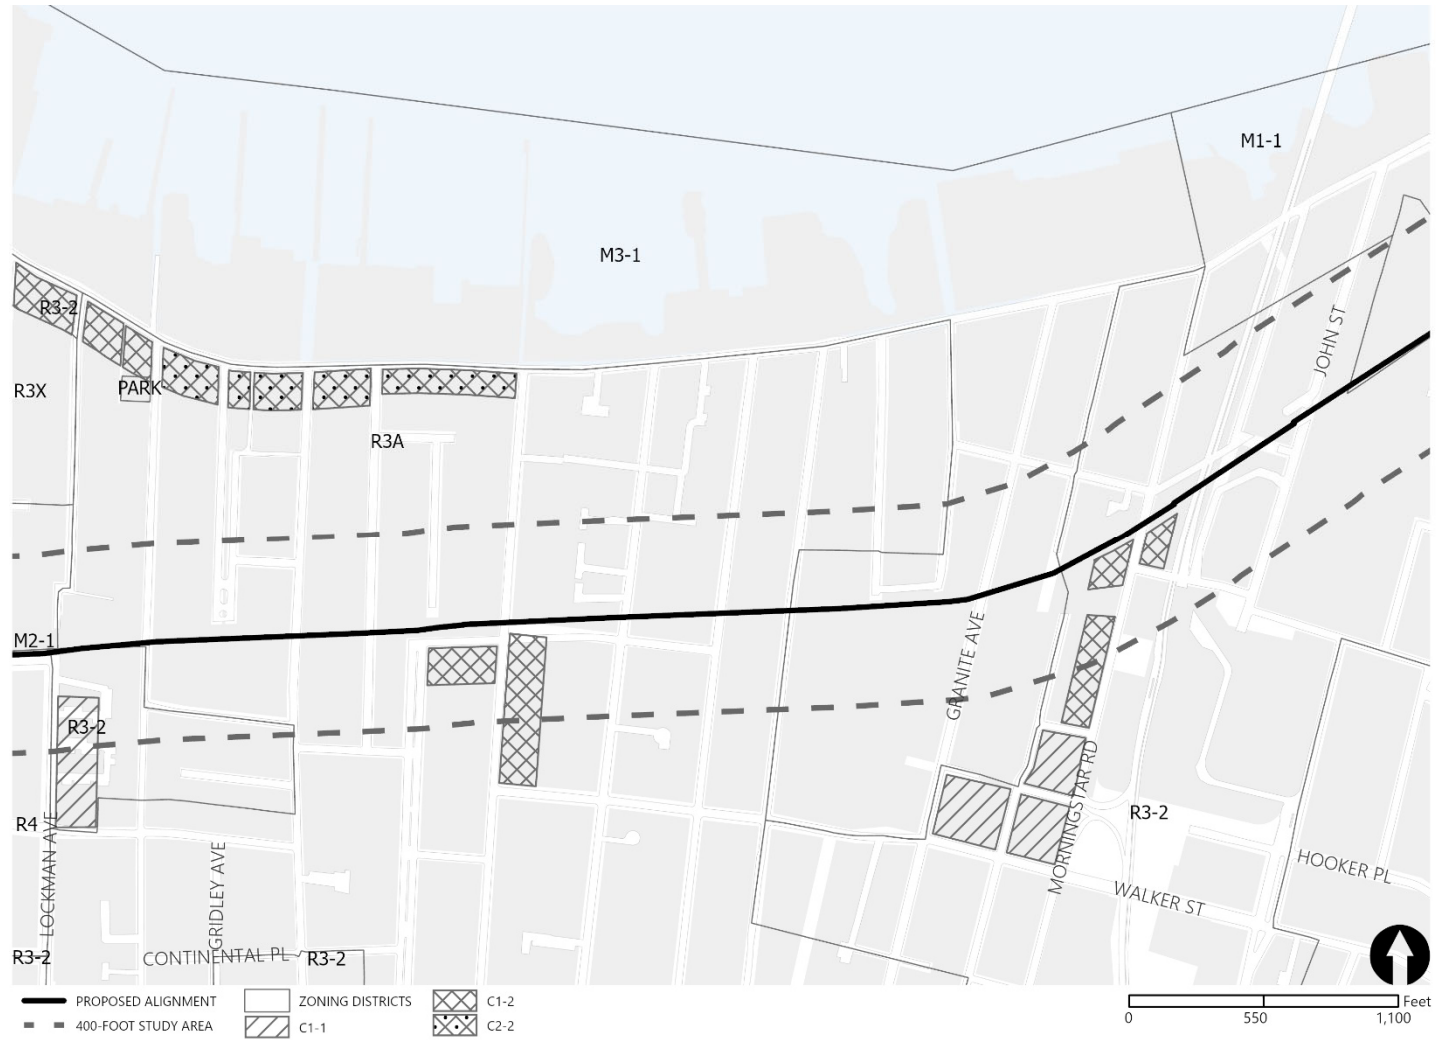 M1-1
M3-1
R3-2
JOHN ST
R3X
PARK
R3A
M2-1
GRANITE AVE
R3-2
MORNINGSTAR RD
R4
R3-2
LOCKMAN AVE
GRIDLEY AVE
HOOKER PL
WALKER ST
R3-2
CONTINENTAL PL
R3-2
PROPOSED ALIGNMENT
ZONING DISTRICTS
C1-2
400-FOOT STUDY AREA
C1-1
C2-2
Feet
0 550 1,100